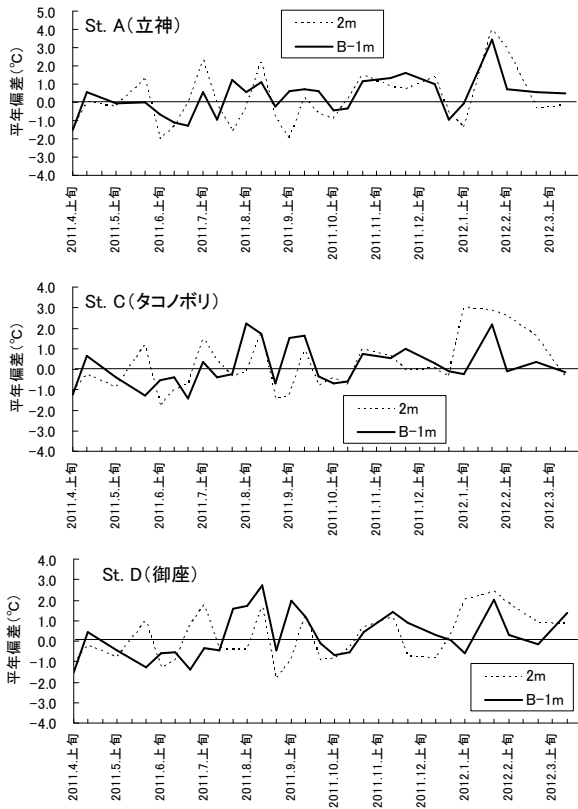 St. A（立神）
2m
B-1m
平年偏差（℃）
5.0
4.0
3.0
2.0
1.0
0.0
-1.0
-2.0
-3.0
-4.0
2011.4.上旬
2011.5.上旬
2011.6.上旬
2011.7.上旬
2011.8.上旬
2011.9.上旬
2011.10.上旬
2011.11.上旬
2011.12.上旬
2012.1.上旬
2012.2.上旬
2012.3.上旬
St. C（タコノボリ）
平年偏差（℃）
4.0
3.0
2.0
1.0
0.0
-1.0
-2.0
-3.0
-4.0
2m
B-1m
2011.4.上旬
2011.5.上旬
2011.6.上旬
2011.7.上旬
2011.8.上旬
2011.9.上旬
2011.10.上旬
2011.11.上旬
2011.12.上旬
2012.1.上旬
2012.2.上旬
2012.3.上旬
St. D（御座）
平年偏差（℃）
4.0
3.0
2.0
1.0
0.0
-1.0
-2.0
-3.0
-4.0
2m
B-1m
2011.4.上旬
2011.5.上旬
2011.6.上旬
2011.7.上旬
2011.8.上旬
2011.9.上旬
2011.10.上旬
2011.11.上旬
2011.12.上旬
2012.1.上旬
2012.2.上旬
2012.3.上旬